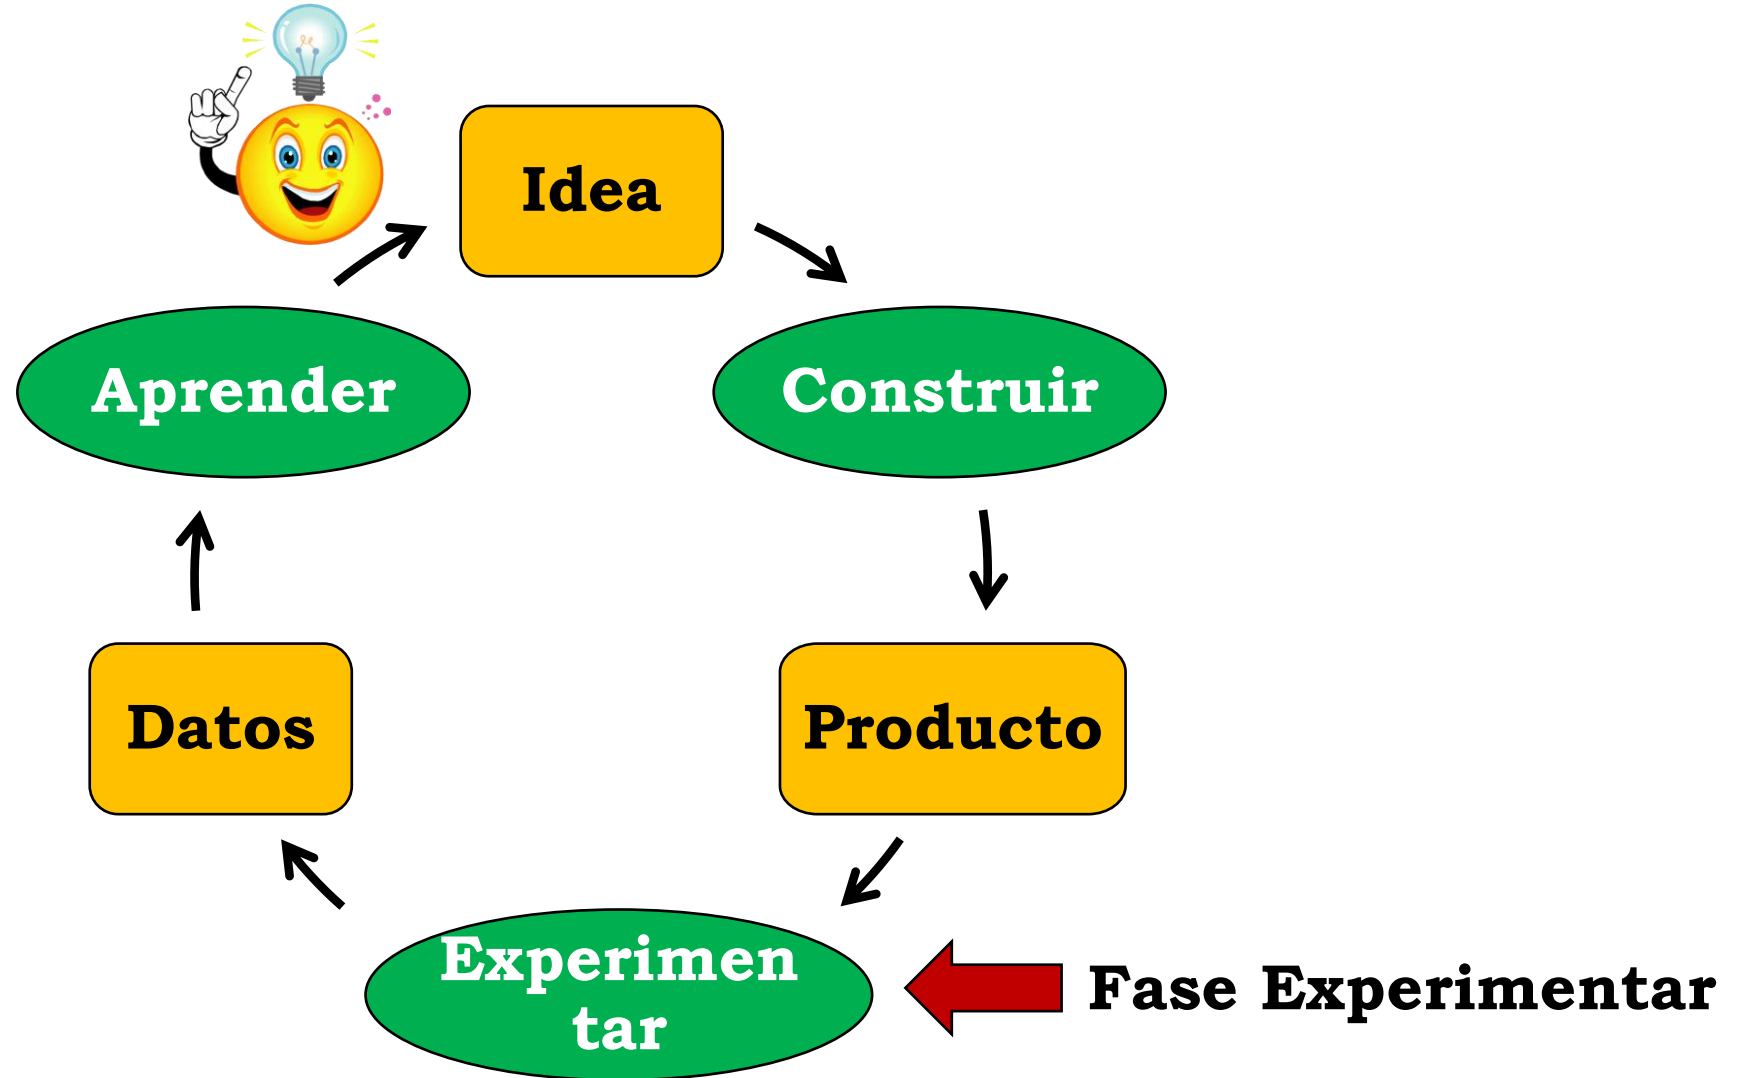 Idea
Aprender
Construir
Datos
Producto
Experimen
tar
Fase Experimentar